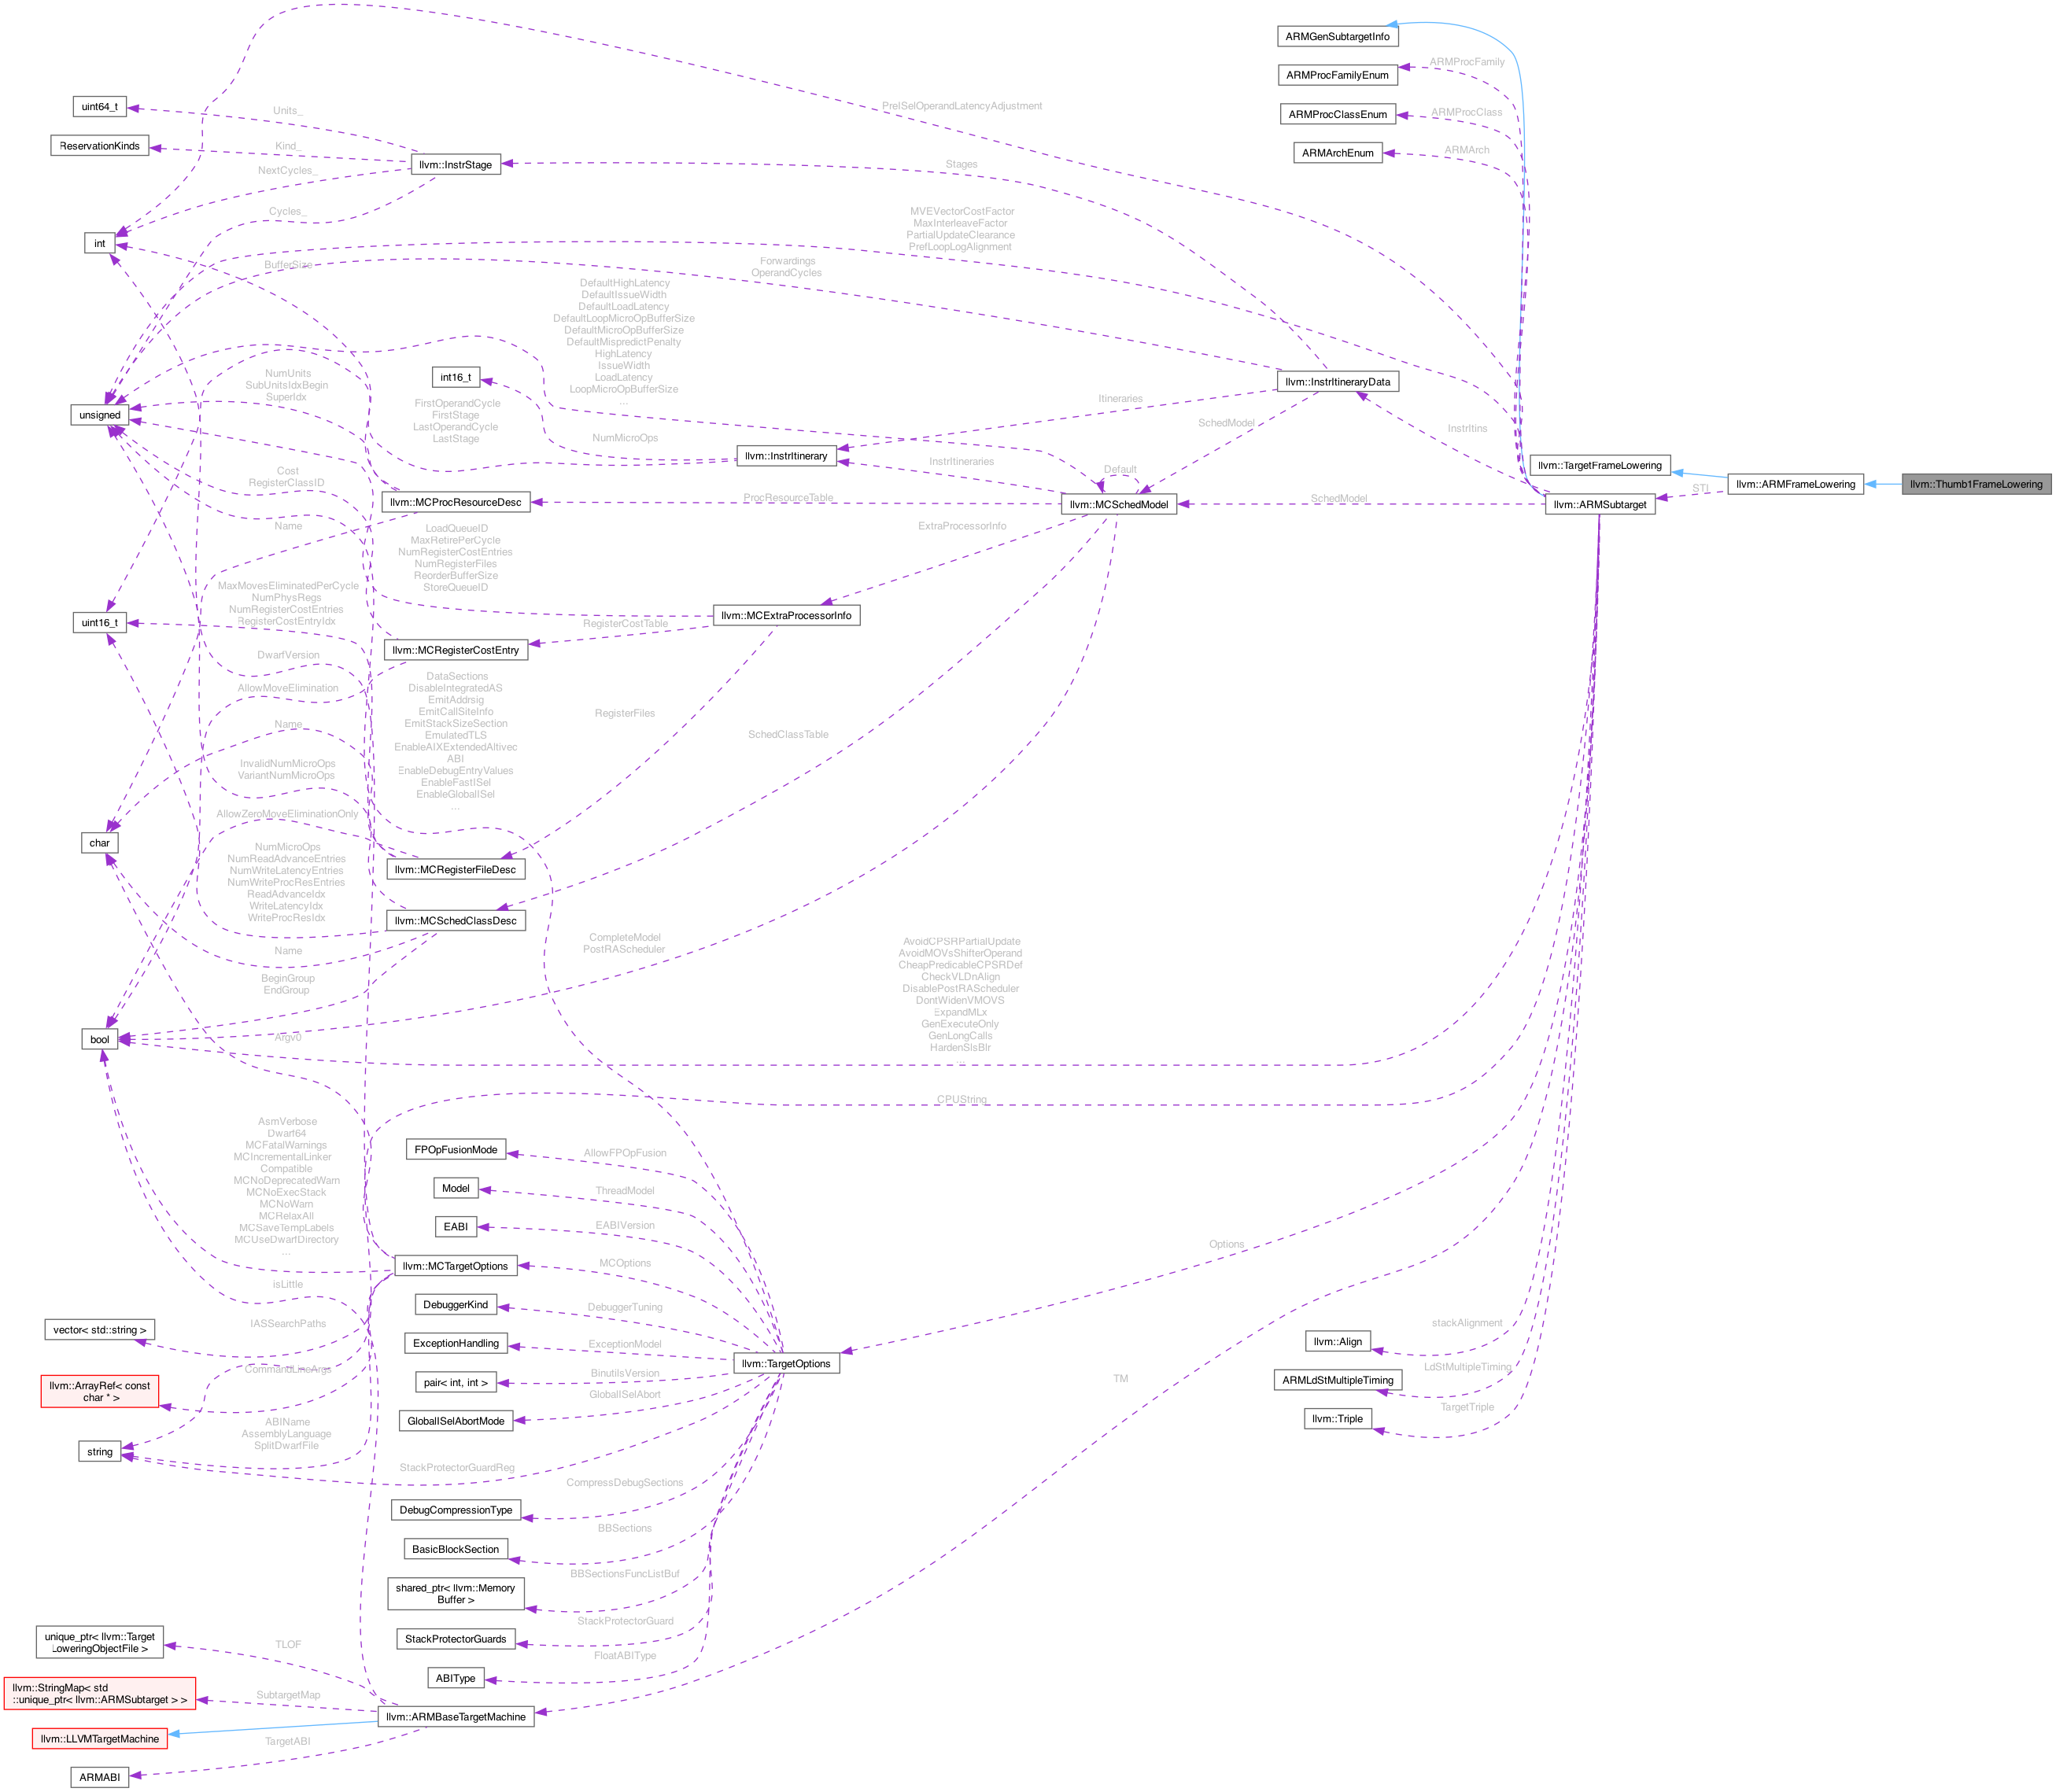 ARMGenSubtargetInfo
ARMProcFamily
ARMProcFamilyEnum
uint64_t
Units_
PreISelOperandLatencyAdjustment
ARMProcClass
ARMProcClassEnum
ReservationKinds
Kind_
ARMArch
ARMArchEnum
llvm::InstrStage
Stages
NextCycles_
Cycles_
int
MVEVectorCostFactor
MaxInterleaveFactor
PartialUpdateClearance
PrefLoopLogAlignment
BufferSize
Forwardings
OperandCycles
DefaultHighLatency
DefaultIssueWidth
DefaultLoadLatency
DefaultLoopMicroOpBufferSize
DefaultMicroOpBufferSize
DefaultMispredictPenalty
HighLatency
IssueWidth
LoadLatency
LoopMicroOpBufferSize
...
NumUnits
SubUnitsIdxBegin
SuperIdx
int16_t
llvm::InstrItineraryData
Itineraries
unsigned
FirstOperandCycle
FirstStage
LastOperandCycle
LastStage
NumMicroOps
SchedModel
InstrItins
llvm::InstrItinerary
InstrItineraries
Default
llvm::TargetFrameLowering
Cost
RegisterClassID
llvm::ARMFrameLowering
llvm::Thumb1FrameLowering
STI
llvm::MCProcResourceDesc
ProcResourceTable
llvm::MCSchedModel
SchedModel
llvm::ARMSubtarget
Name
LoadQueueID
MaxRetirePerCycle
NumRegisterCostEntries
NumRegisterFiles
ReorderBufferSize
StoreQueueID
ExtraProcessorInfo
MaxMovesEliminatedPerCycle
NumPhysRegs
NumRegisterCostEntries
RegisterCostEntryIdx
uint16_t
llvm::MCExtraProcessorInfo
RegisterCostTable
llvm::MCRegisterCostEntry
DwarfVersion
AllowMoveElimination
DataSections
DisableIntegratedAS
EmitAddrsig
EmitCallSiteInfo
EmitStackSizeSection
EmulatedTLS
EnableAIXExtendedAltivec
ABI
EnableDebugEntryValues
EnableFastISel
EnableGlobalISel
...
RegisterFiles
Name
SchedClassTable
InvalidNumMicroOps
VariantNumMicroOps
AllowZeroMoveEliminationOnly
char
NumMicroOps
NumReadAdvanceEntries
NumWriteLatencyEntries
NumWriteProcResEntries
ReadAdvanceIdx
WriteLatencyIdx
WriteProcResIdx
llvm::MCRegisterFileDesc
llvm::MCSchedClassDesc
Name
CompleteModel
PostRAScheduler
AvoidCPSRPartialUpdate
AvoidMOVsShifterOperand
CheapPredicableCPSRDef
CheckVLDnAlign
DisablePostRAScheduler
DontWidenVMOVS
ExpandMLx
GenExecuteOnly
GenLongCalls
HardenSlsBlr
...
BeginGroup
EndGroup
bool
Argv0
CPUString
AsmVerbose
Dwarf64
MCFatalWarnings
MCIncrementalLinker
Compatible
MCNoDeprecatedWarn
MCNoExecStack
MCNoWarn
MCRelaxAll
MCSaveTempLabels
MCUseDwarfDirectory
...
FPOpFusionMode
AllowFPOpFusion
Model
ThreadModel
EABI
EABIVersion
Options
llvm::MCTargetOptions
MCOptions
isLittle
DebuggerKind
DebuggerTuning
vector< std::string >
IASSearchPaths
ExceptionHandling
ExceptionModel
stackAlignment
llvm::Align
llvm::TargetOptions
CommandLineArgs
pair< int, int >
BinutilsVersion
LdStMultipleTiming
ARMLdStMultipleTiming
TM
llvm::ArrayRef< const
char * >
GlobalISelAbort
GlobalISelAbortMode
TargetTriple
llvm::Triple
ABIName
AssemblyLanguage
SplitDwarfFile
string
StackProtectorGuardReg
CompressDebugSections
DebugCompressionType
BBSections
BasicBlockSection
BBSectionsFuncListBuf
shared_ptr< llvm::Memory
Buffer >
StackProtectorGuard
StackProtectorGuards
unique_ptr< llvm::Target
LoweringObjectFile >
TLOF
FloatABIType
ABIType
llvm::StringMap< std
::unique_ptr< llvm::ARMSubtarget > >
SubtargetMap
llvm::ARMBaseTargetMachine
llvm::LLVMTargetMachine
TargetABI
ARMABI